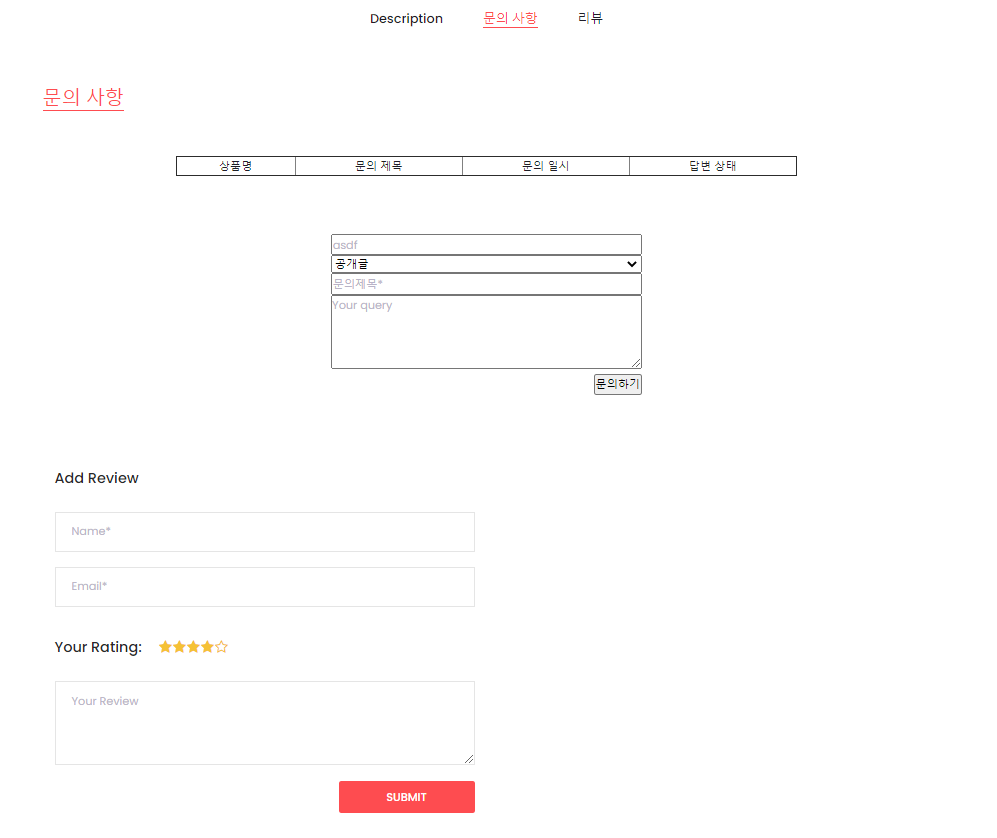 Description 문의 사항 리뷰
문의 사항
상품명 문의 제목 문의 일시 답변 상태
asdf
공개글
문의제목*
Your query
문의하기
Add Review
Name*
Email*
Your Rating:
Your Review
SUBMIT